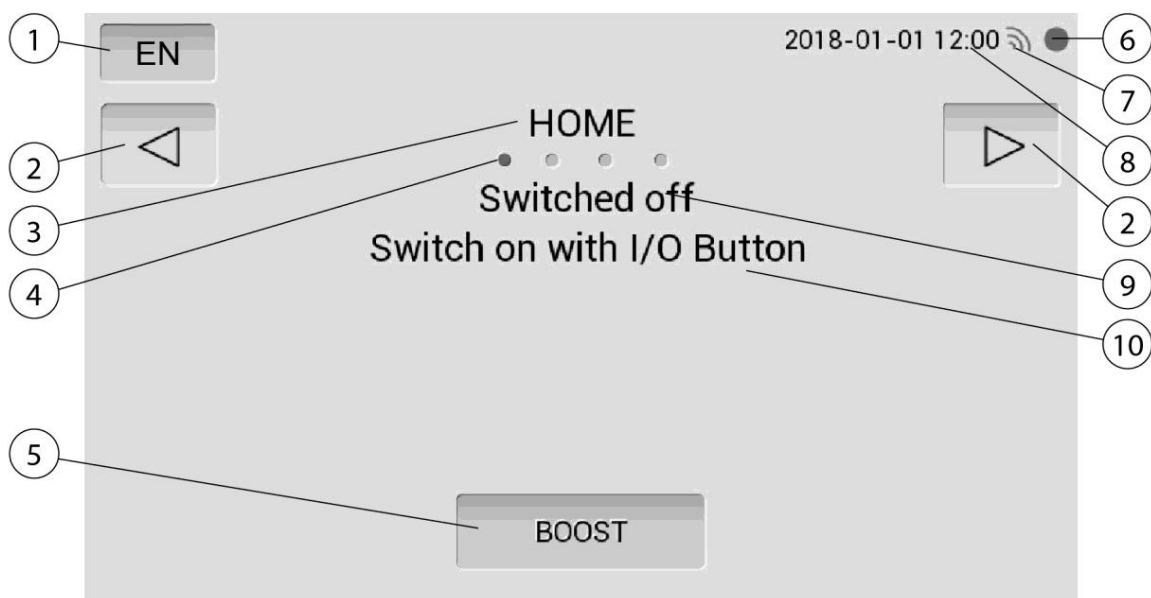 1
EN
2018-01-01 12:00
6
7
2
HOME
8
3
Switched off
2
4
Switch on with I/O Button
9
10
5
BOOST